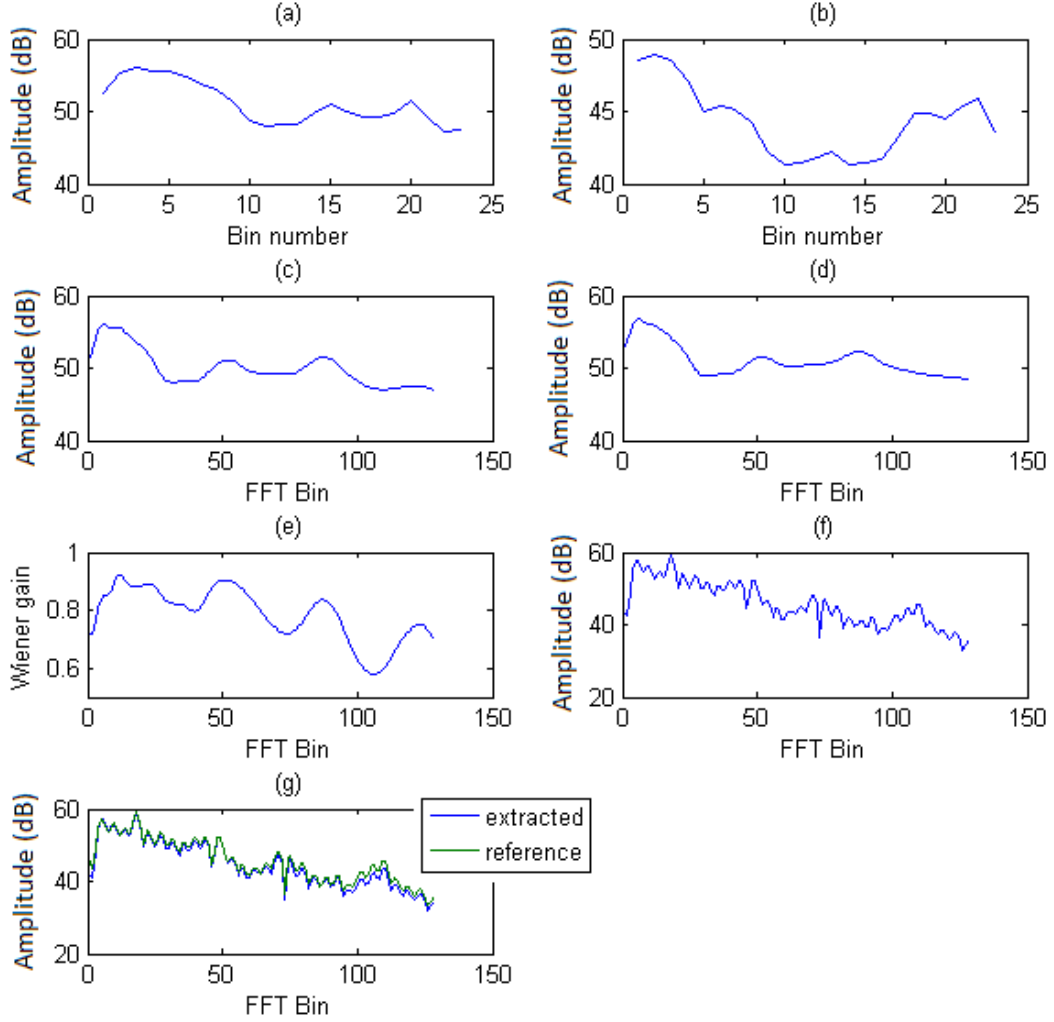 (a)
Amplitude (dB)
60
50
40
0 5 10 15 20 25
Bin number
(b)
Amplitude (dB)
50
45
40
0 5 10 15 20 25
Bin number
(c)
Amplitude (dB)
60
50
40
0 50 100 150
FFT Bin
(d)
Amplitude (dB)
60
50
40
0 50 100 150
FFT Bin
(e)
Wiener gain
1
0.8
0.6
0 50 100 150
FFT Bin
(f)
Amplitude (dB)
60
40
20
0 50 100 150
FFT Bin
(g)
Amplitude (dB)
60
40
20
0 50 100 150
FFT Bin
extracted
reference